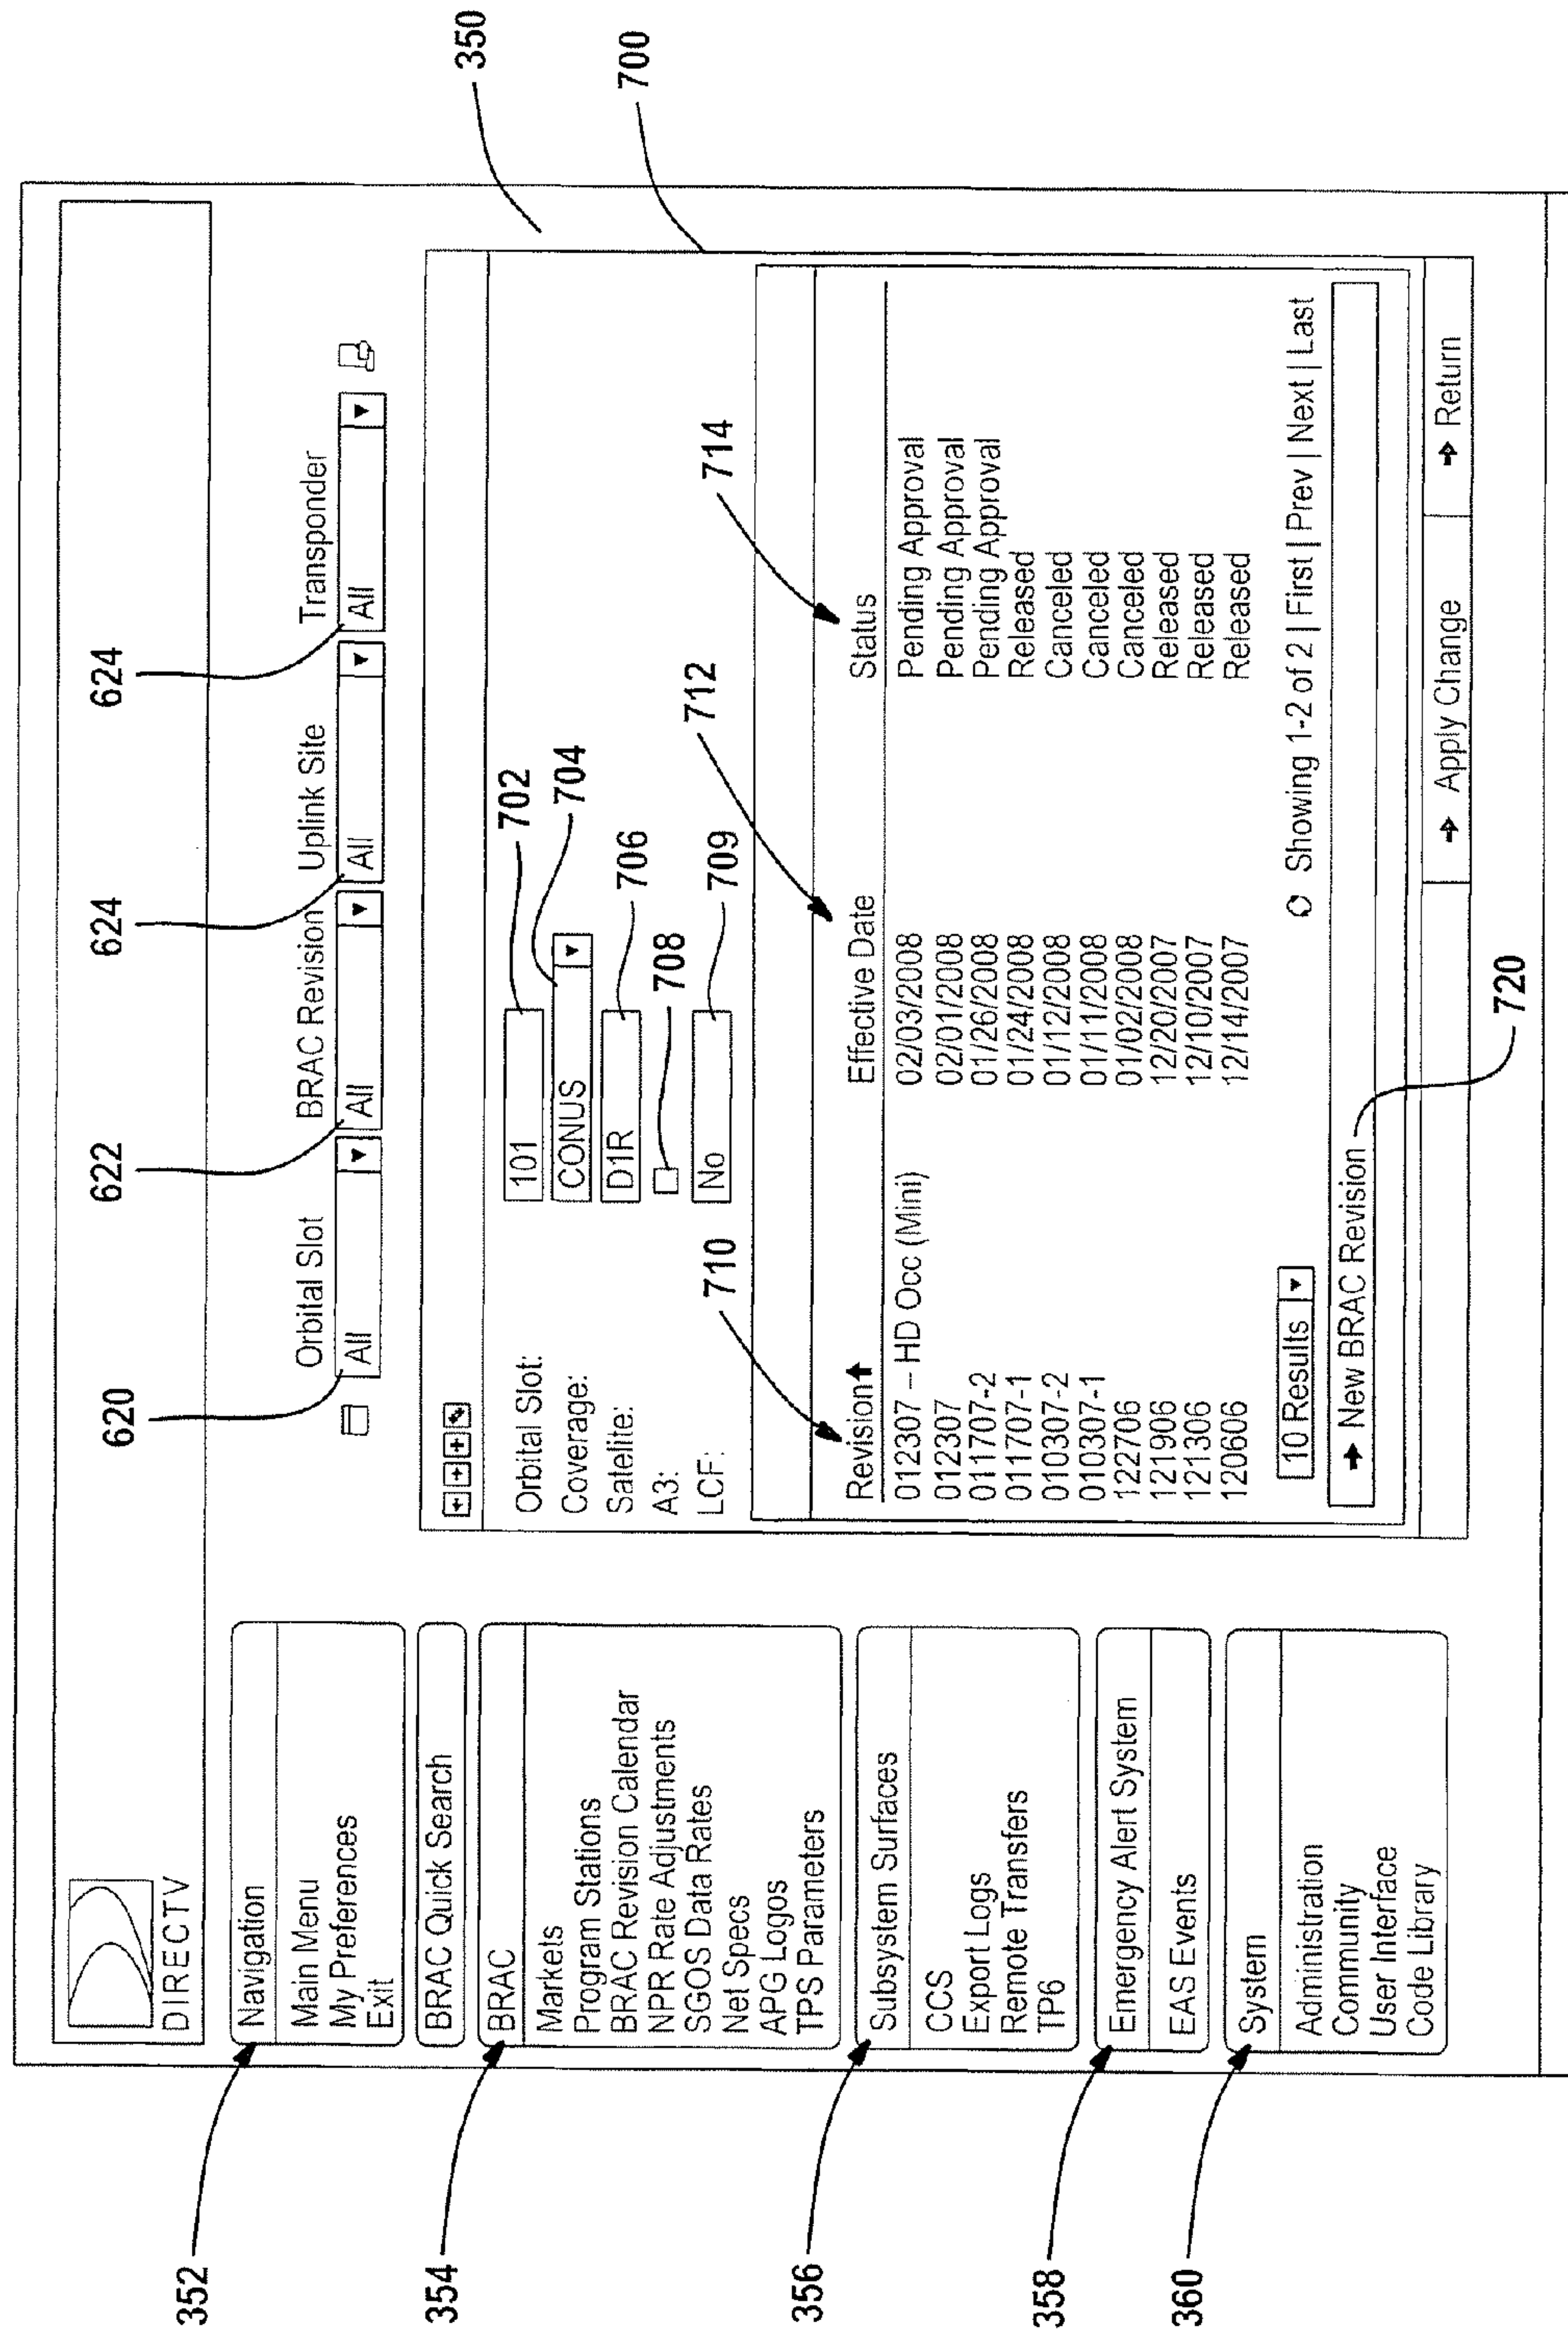 620
622
624
624
DIRECTV
Orbital Slot
BRAC Revision
Uplink Site
Transponder
All
All
All
All
350
700
352
Navigation
Main Menu
My Preferences
Exit
BRAC Quick Search
354
BRAC
Markets
Program Stations
BRAC Revision Calendar
NPR Rate Adjustments
SGOS Data Rates
Net Specs
APG Logos
TPS Parameters
356
Subsystem Surfaces
CCS
Export Logs
Remote Transfers
TP6
358
Emergency Alert System
EAS Events
360
System
Administration
Community
User Interface
Code Library
Orbital Slot: 101 702
Coverage: CONUS 704
Satelite: D1R 706
A3: 708
LCF: No 709
710
712
714
Revision Effective Date Status
012307 – HD Occ (Mini) 02/03/2008 Pending Approval
012307 02/01/2008 Pending Approval
011707-2 01/26/2008 Pending Approval
011707-1 01/24/2008 Released
010307-2 01/12/2008 Canceled
010307-1 01/11/2008 Canceled
122706 01/02/2008 Canceled
121906 12/20/2007 Released
121306 12/10/2007 Released
120606 12/14/2007 Released
10 Results Showing 1-2 of 2 | First | Prev | Next | Last
New BRAC Revision
Apply Change Return
720